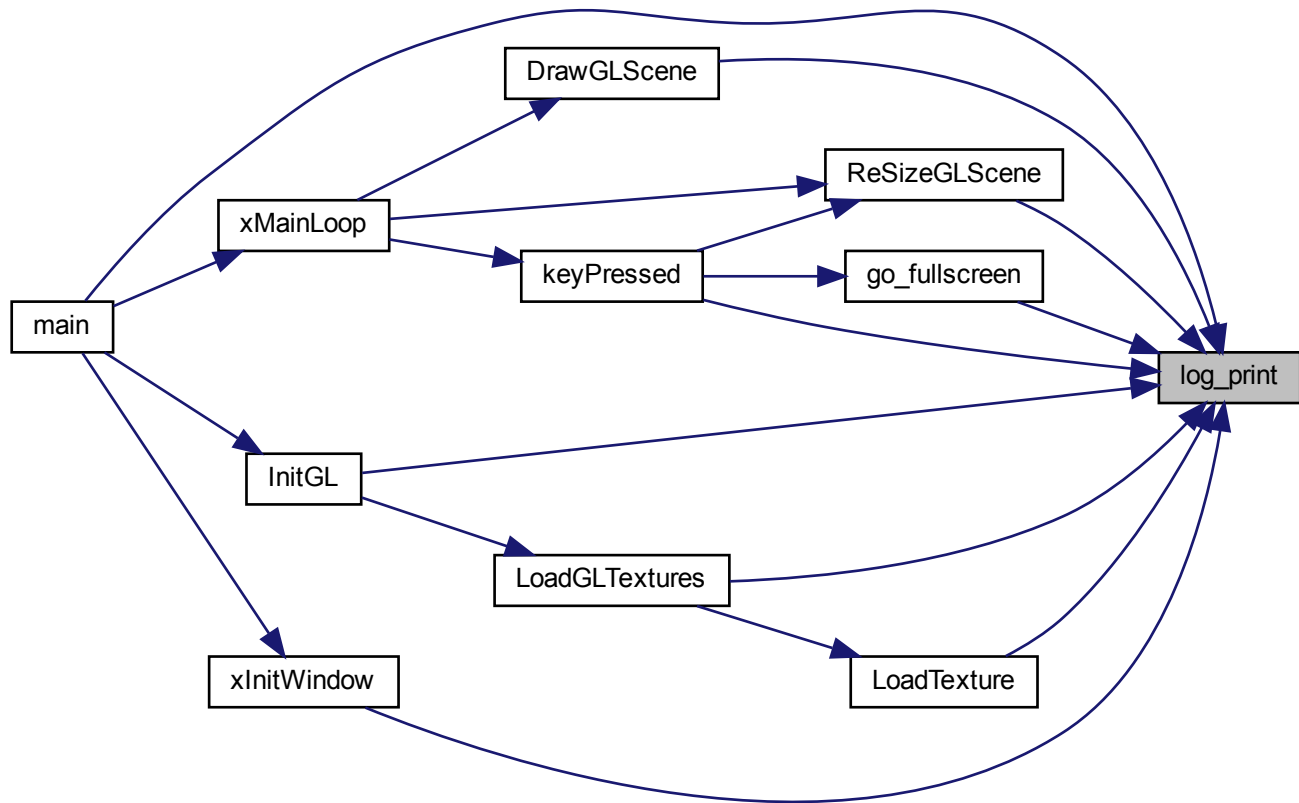 DrawGLScene
ReSizeGLScene
xMainLoop
keyPressed
go_fullscreen
main
log_print
InitGL
LoadGLTextures
xInitWindow
LoadTexture